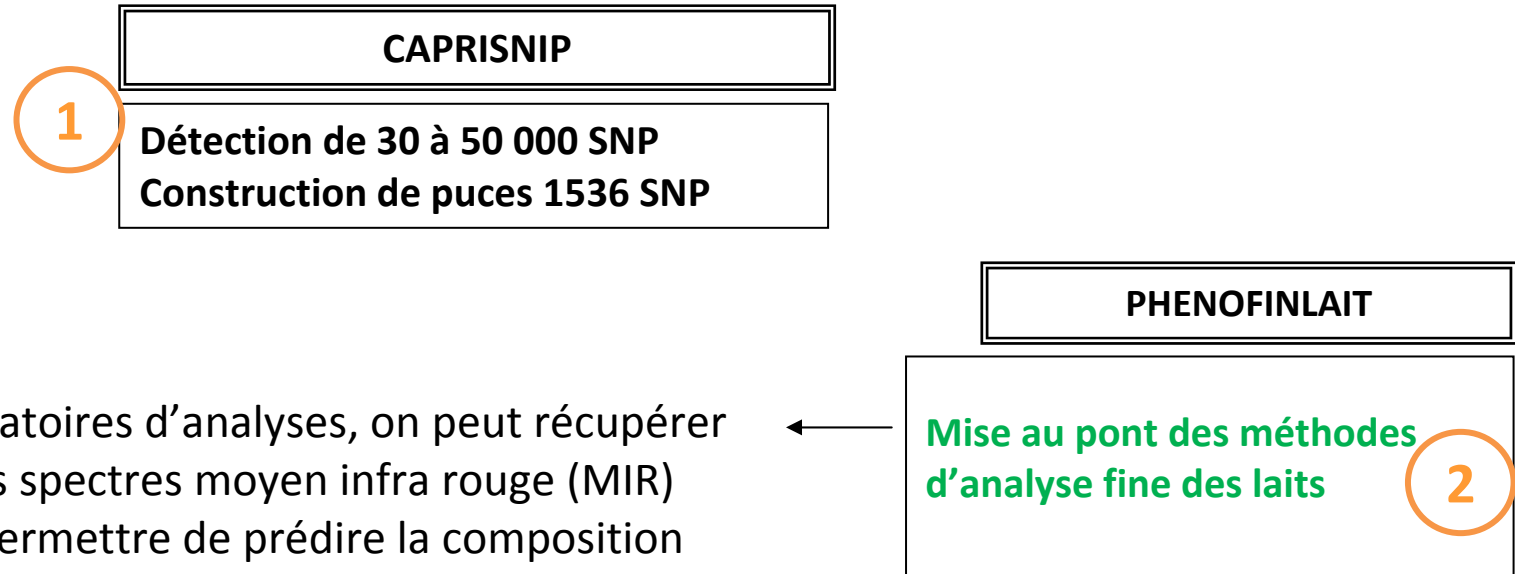 CAPRISNIP
1
Détection de 30 à 50 000 SNP
Construction de puces 1536 SNP
PHENOFINLAIT
atoires d’analyses, on peut récupérer
s spectres moyen infra rouge (MIR)
ermettre de prédire la composition
Mise au pont des méthodes
d’analyse fine des laits
2